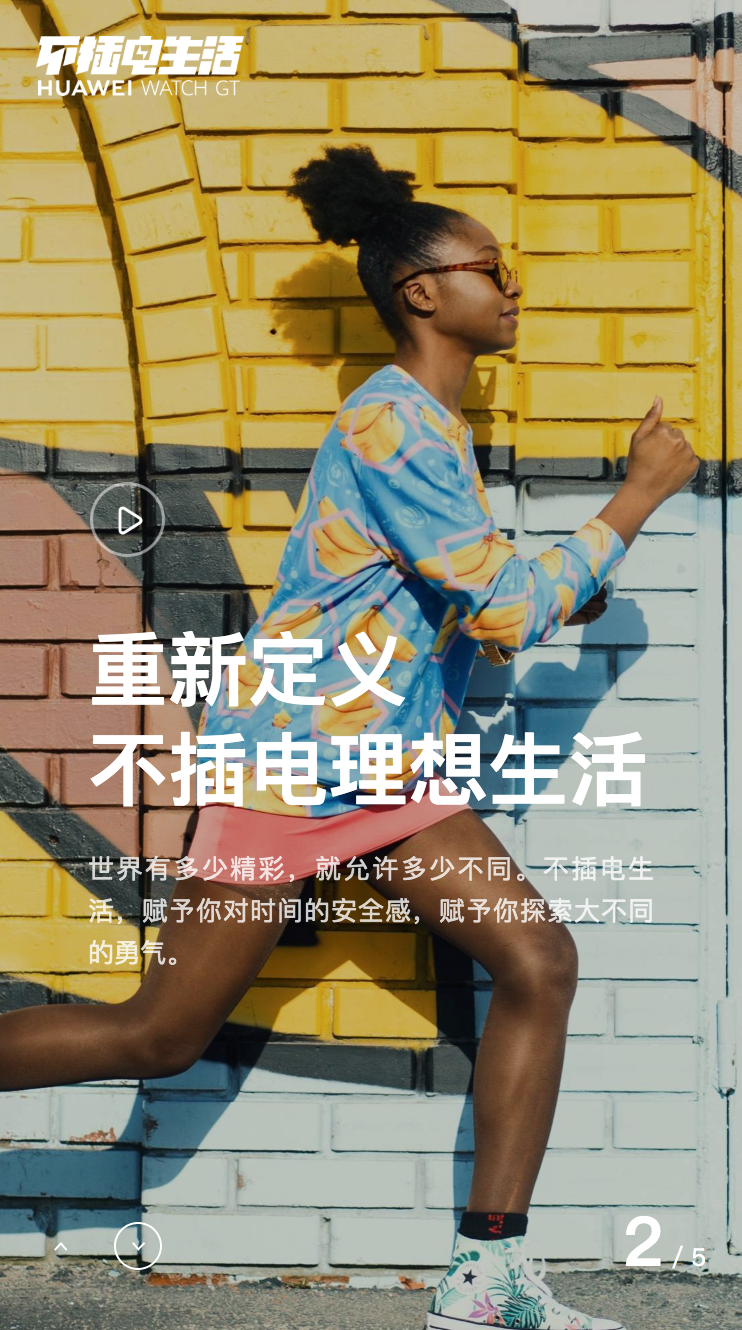 不插电生活
HUAWEI WATCH GT
重新定义
不插电理想生活
世界有多少精彩，就允许多少不同。不插电生
活，赋予你对时间的安全感，赋予你探索大不同
的勇气。
2 / 5